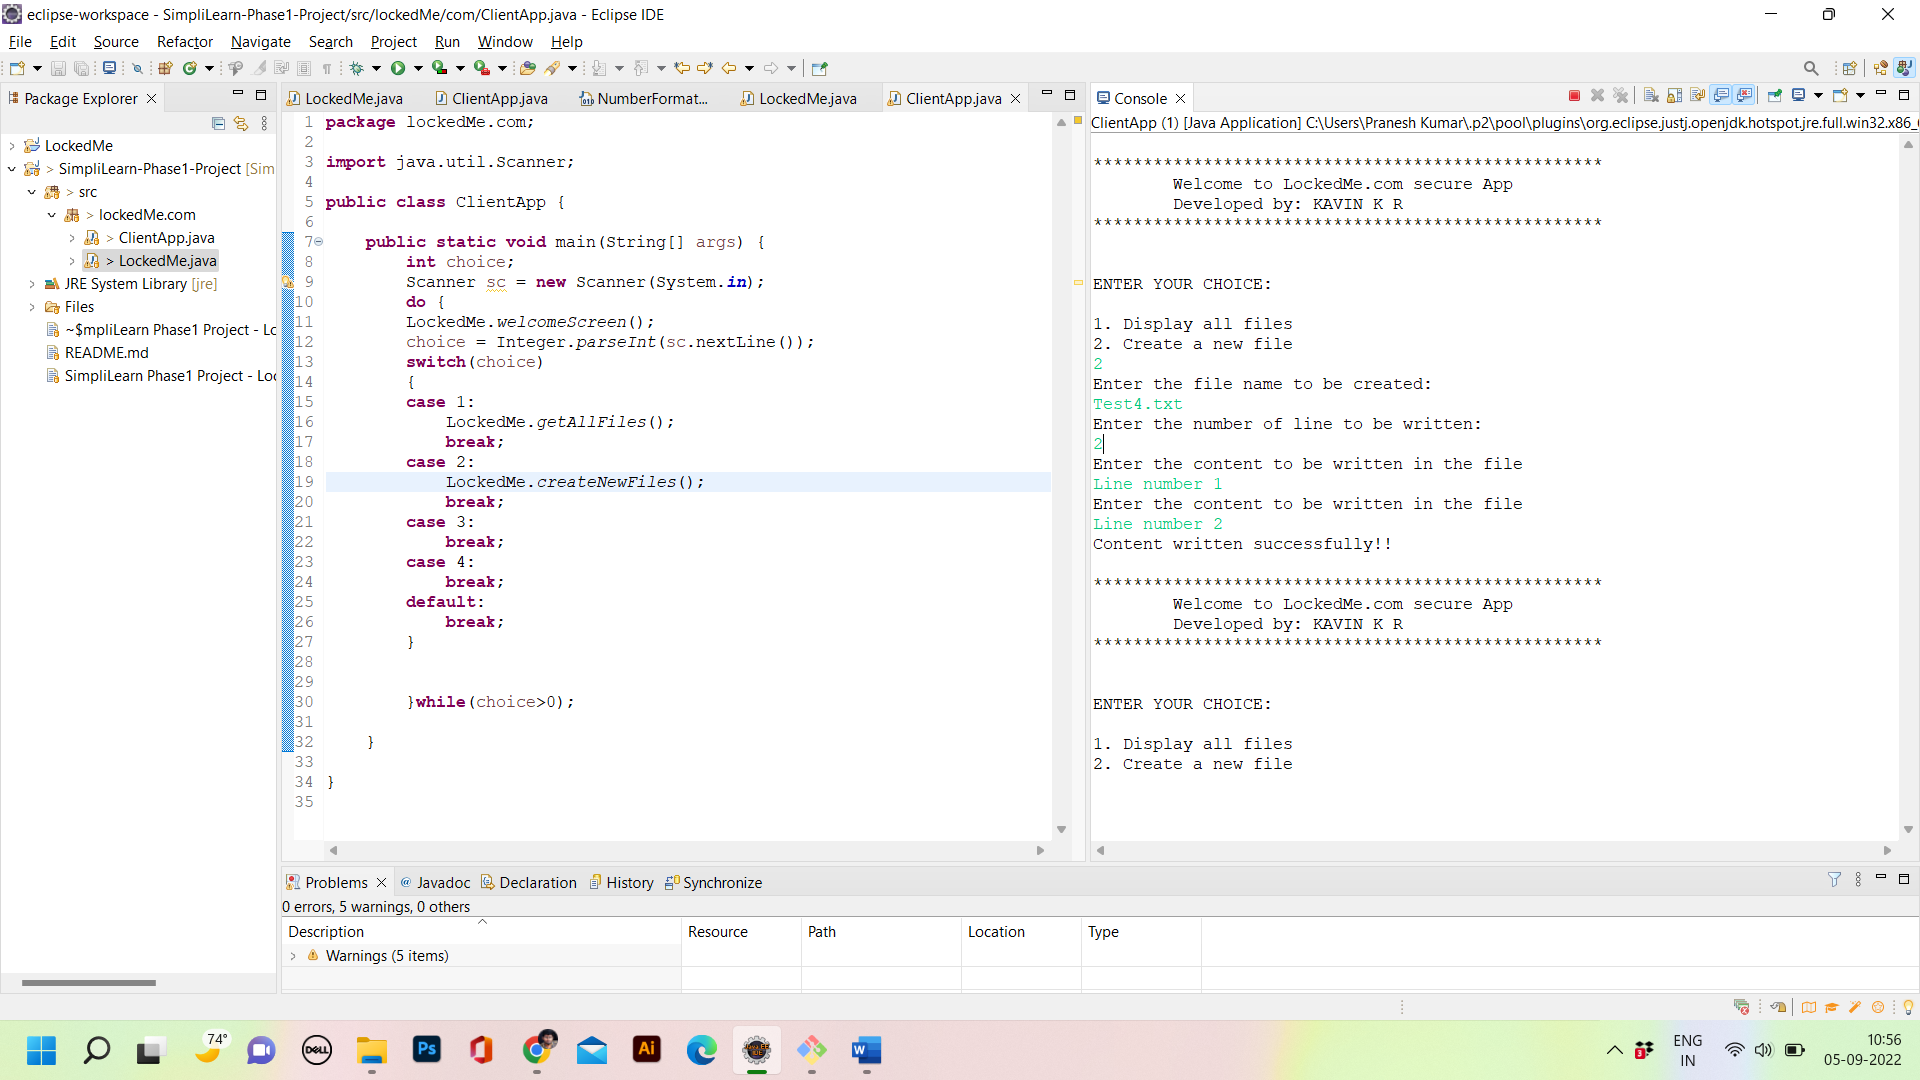 eclipse-workspace - SimpliLearn-Phase1-Project/src/lockedMe/com/ClientApp.java - Eclipse IDE
File Edit Source Refactor Navigate Search Project Run Window Help
Package Explorer
LockedMe
> SimpliLearn-Phase1-Project [Sim
> src
> lockedMe.com
> ClientApp.java
> LockedMe.java
JRE System Library [jre]
Files
~$mpliLearn Phase1 Project - Lo
README.md
SimpliLearn Phase1 Project - Loc
LockedMe.java ClientApp.java NumberFormat... LockedMe.java ClientApp.java
1 package lockedMe.com;
2
3 import java.util.Scanner;
4
5 public class ClientApp {
6
7 public static void main(String[] args) {
8 int choice;
9 Scanner sc = new Scanner(System.in);
10 do {
11 LockedMe.welcomeScreen();
12 choice = Integer.parseInt(sc.nextLine());
13 switch(choice)
14 {
15 case 1:
16 LockedMe.getAllFiles();
17 break;
18 case 2:
19 LockedMe.createNewFiles();
20 break;
21 case 3:
22 break;
23 case 4:
24 break;
25 default:
26 break;
27 }
28
29
30 }while(choice>0);
31
32 }
33
34 }
35
Console
ClientApp (1) [Java Application] C:\Users\Pranesh Kumar\.p2\pool\plugins\org.eclipse.justj.openjdk.hotspot.jre.full.win32.x86_
***************************************************
Welcome to LockedMe.com secure App
Developed by: KAVIN K R
***************************************************
ENTER YOUR CHOICE:
1. Display all files
2. Create a new file
2
Enter the file name to be created:
Test4.txt
Enter the number of line to be written:
2
Enter the content to be written in the file
Line number 1
Enter the content to be written in the file
Line number 2
Content written successfully!!
***************************************************
Welcome to LockedMe.com secure App
Developed by: KAVIN K R
***************************************************
ENTER YOUR CHOICE:
1. Display all files
2. Create a new file
Problems @ Javadoc Declaration History Synchronize
0 errors, 5 warnings, 0 others
Description Resource Path Location Type
Warnings (5 items)
74°
DELL
Ps
Ai
IDE
W
3
ENG
IN
10:56
05-09-2022